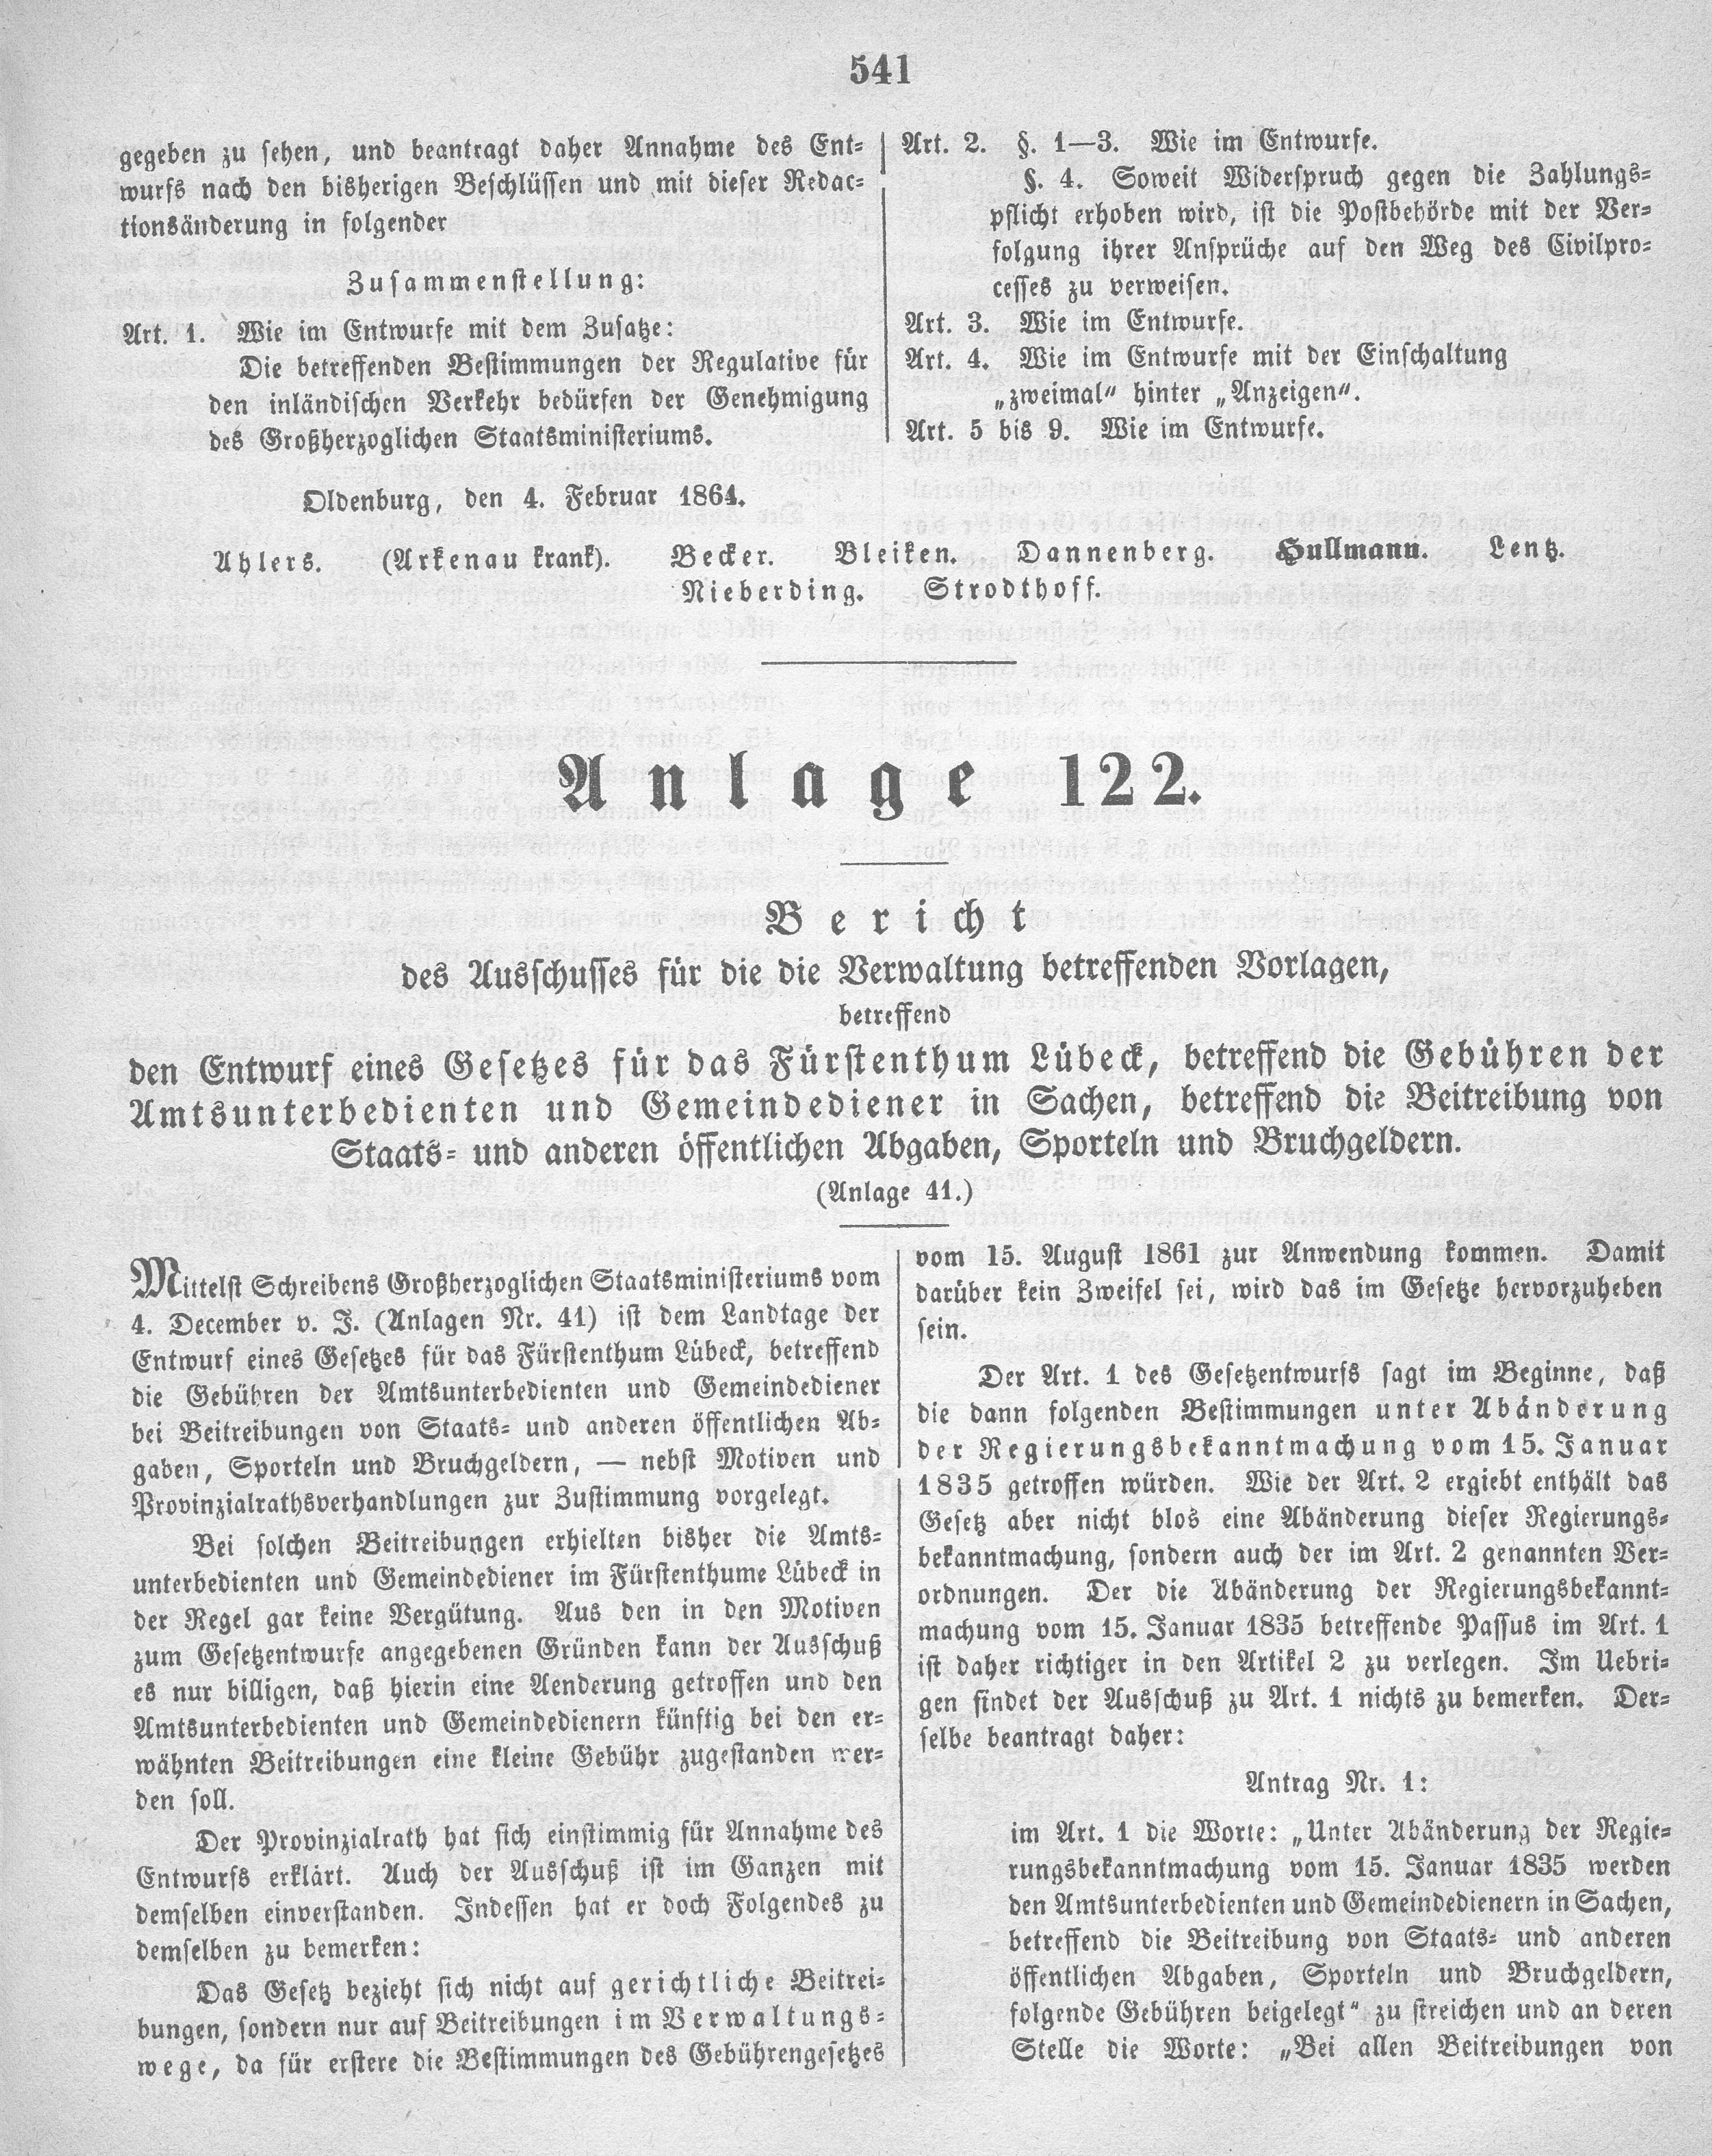 541
gegeben zu sehen, und beantragt daher Annahme des Ent-
wurfs nach den bisherigen Beschlüssen und mit dieser Redac-
tionsänderung in folgender
Zusammenstellung:
Art. 1. Wie im Entwurfe mit dem Zusatze:
Die betreffenden Bestimmungen der Regulative für
den inländischen Verkehr bedürfen der Genehmigung
des Großherzoglichen Staatsministeriums.
Art. 2. §. 1—3. Wie im Entwurfe.
§. 4. Soweit Widerspruch gegen die Zahlungs-
pflicht erhoben wird, ist die Postbehörde mit der Ver-
folgung ihrer Ansprüche auf den Weg des Civilpro-
cesses zu verweisen.
Art. 3. Wie im Entwurfe.
Art. 4. Wie im Entwurfe mit der Einschaltung
„zweimal“ hinter „Anzeigen“.
Art. 5 bis 9. Wie im Entwurfe.
Oldenburg, den 4. Februar 1864.
Ahlers. (Arkenau krank). Becker. Bleiken. Dannenberg. Hullmann. Lentz.
Nieberding. Strodthoff.
Anlage 122.
Bericht
des Ausschusses für die die Verwaltung betreffenden Vorlagen,
betreffend
den Entwurf eines Gesetzes für das Fürstenthum Lübeck, betreffend die Gebühren der
Amtsunterbedienten und Gemeindediener in Sachen, betreffend die Beitreibung von
Staats- und anderen öffentlichen Abgaben, Sporteln und Bruchgeldern.
(Anlage 41.)
Mittelst Schreibens Großherzoglichen Staatsministeriums vom
4. December v. J. (Anlagen Nr. 41) ist dem Landtage der
Entwurf eines Gesetzes für das Fürstenthum Lübeck, betreffend
die Gebühren der Amtsunterbedienten und Gemeindediener
bei Beitreibungen von Staats- und anderen öffentlichen Ab-
gaben, Sporteln und Bruchgeldern, — nebst Motiven und
Provinzialrathsverhandlungen zur Zustimmung vorgelegt.
Bei solchen Beitreibungen erhielten bisher die Amts-
unterbedienten und Gemeindediener im Fürstenthume Lübeck in
der Regel gar keine Vergütung. Aus den in den Motiven
zum Gesetzentwurfe angegebenen Gründen kann der Ausschuß
es nur billigen, daß hierin eine Aenderung getroffen und den
Amtsunterbedienten und Gemeindedienern künftig bei den er-
wähnten Beitreibungen eine kleine Gebühr zugestanden wer-
den soll.
Der Provinzialrath hat sich einstimmig für Annahme des
Entwurfs erklärt. Auch der Ausschuß ist im Ganzen mit
demselben einverstanden. Indessen hat er doch Folgendes zu
demselben zu bemerken:
Das Gesetz bezieht sich nicht auf gerichtliche Beitrei-
bungen, sondern nur auf Beitreibungen im Verwaltungs-
wege, da für erstere die Bestimmungen des Gebührengesetzes
vom 15. August 1861 zur Anwendung kommen. Damit
darüber kein Zweifel sei, wird das im Gesetze hervorzuheben
sein.
Der Art. 1 des Gesetzentwurfs sagt im Beginne, daß
die dann folgenden Bestimmungen unter Abänderung
der Regierungsbekanntmachung vom 15. Januar
1835 getroffen würden. Wie der Art. 2 ergiebt enthält das
Gesetz aber nicht blos eine Abänderung dieser Regierungs-
bekanntmachung, sondern auch der im Art. 2 genannten Ver-
ordnungen. Der die Abänderung der Regierungsbekannt-
machung vom 15. Januar 1835 betreffende Passus im Art. 1
ist daher richtiger in den Artikel 2 zu verlegen. Im Uebri-
gen findet der Ausschuß zu Art. 1 nichts zu bemerken. Der-
selbe beantragt daher:
Antrag Nr. 1:
im Art. 1 die Worte: „Unter Abänderung der Regie-
rungsbekanntmachung vom 15. Januar 1835 werden
den Amtsunterbedienten und Gemeindedienern in Sachen,
betreffend die Beitreibung von Staats- und anderen
öffentlichen Abgaben, Sporteln und Bruchgeldern,
folgende Gebühren beigelegt“ zu streichen und an deren
Stelle die Worte: „Bei allen Beitreibungen von